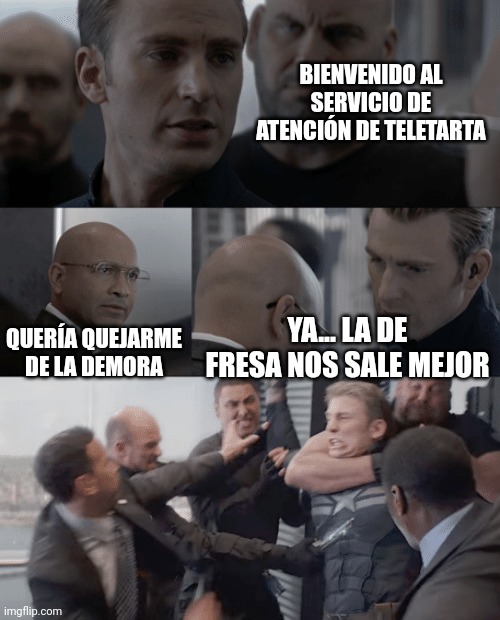 BIENVENIDO AL
SERVICIO DE
ATENCIÓN DE TELETARTA
QUERÍA QUEJARME
DE LA DEMORA
YA... LA DE
FRESA NOS SALE MEJOR
imgflip.com